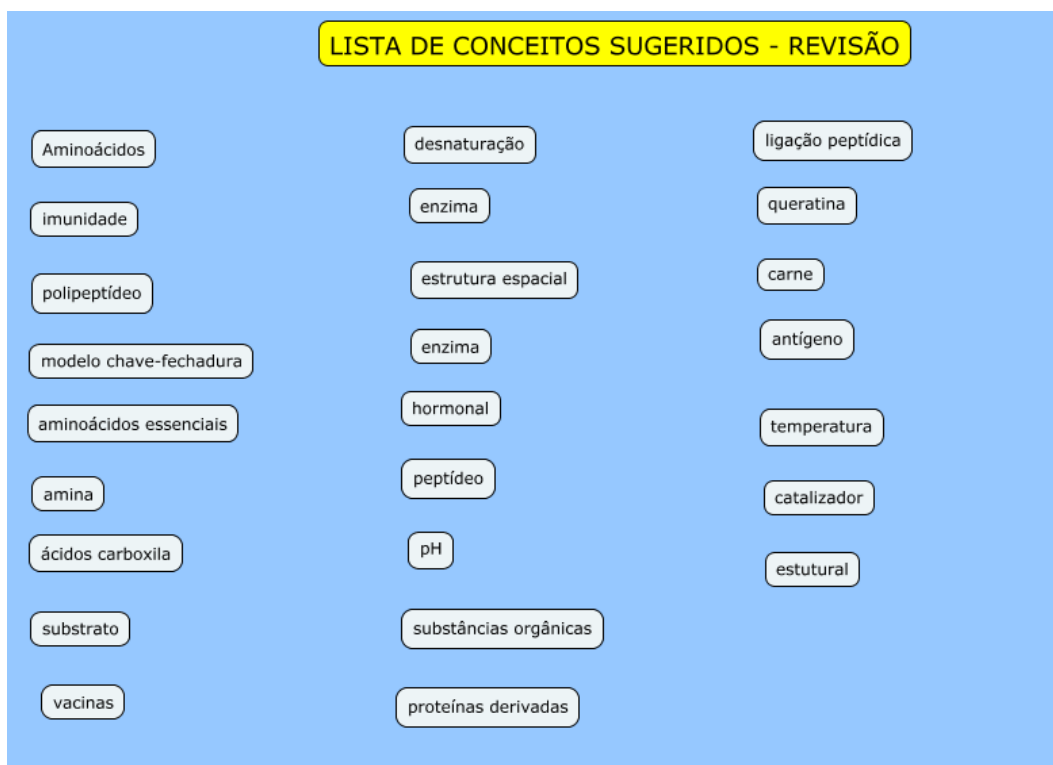 LISTA DE CONCEITOS SUGERIDOS - REVISÃO
Aminoácidos
imunidade
polipeptídeo
modelo chave-fechadura
aminoácidos essenciais
amina
ácidos carboxila
substrato
vacinas
desnaturação
enzima
estrutura espacial
enzima
hormonal
peptídeo
pH
substâncias orgânicas
proteínas derivadas
ligação peptídica
queratina
carne
antígeno
temperatura
catalizador
estutural